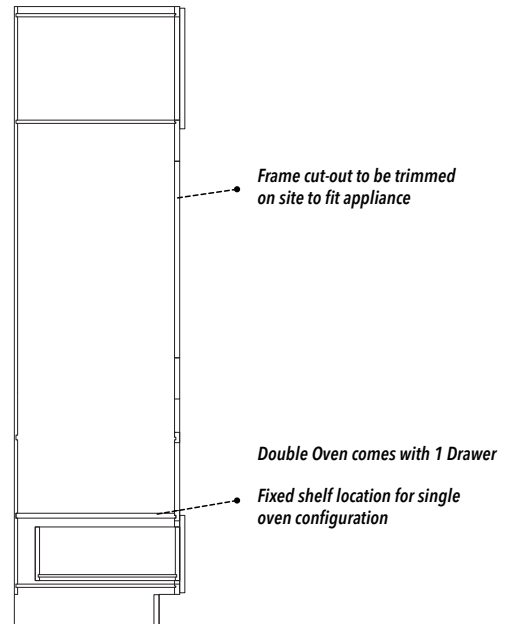 Frame cut-out to be trimmed
on site to fit appliance
Double Oven comes with 1 Drawer
Fixed shelf location for single
oven configuration